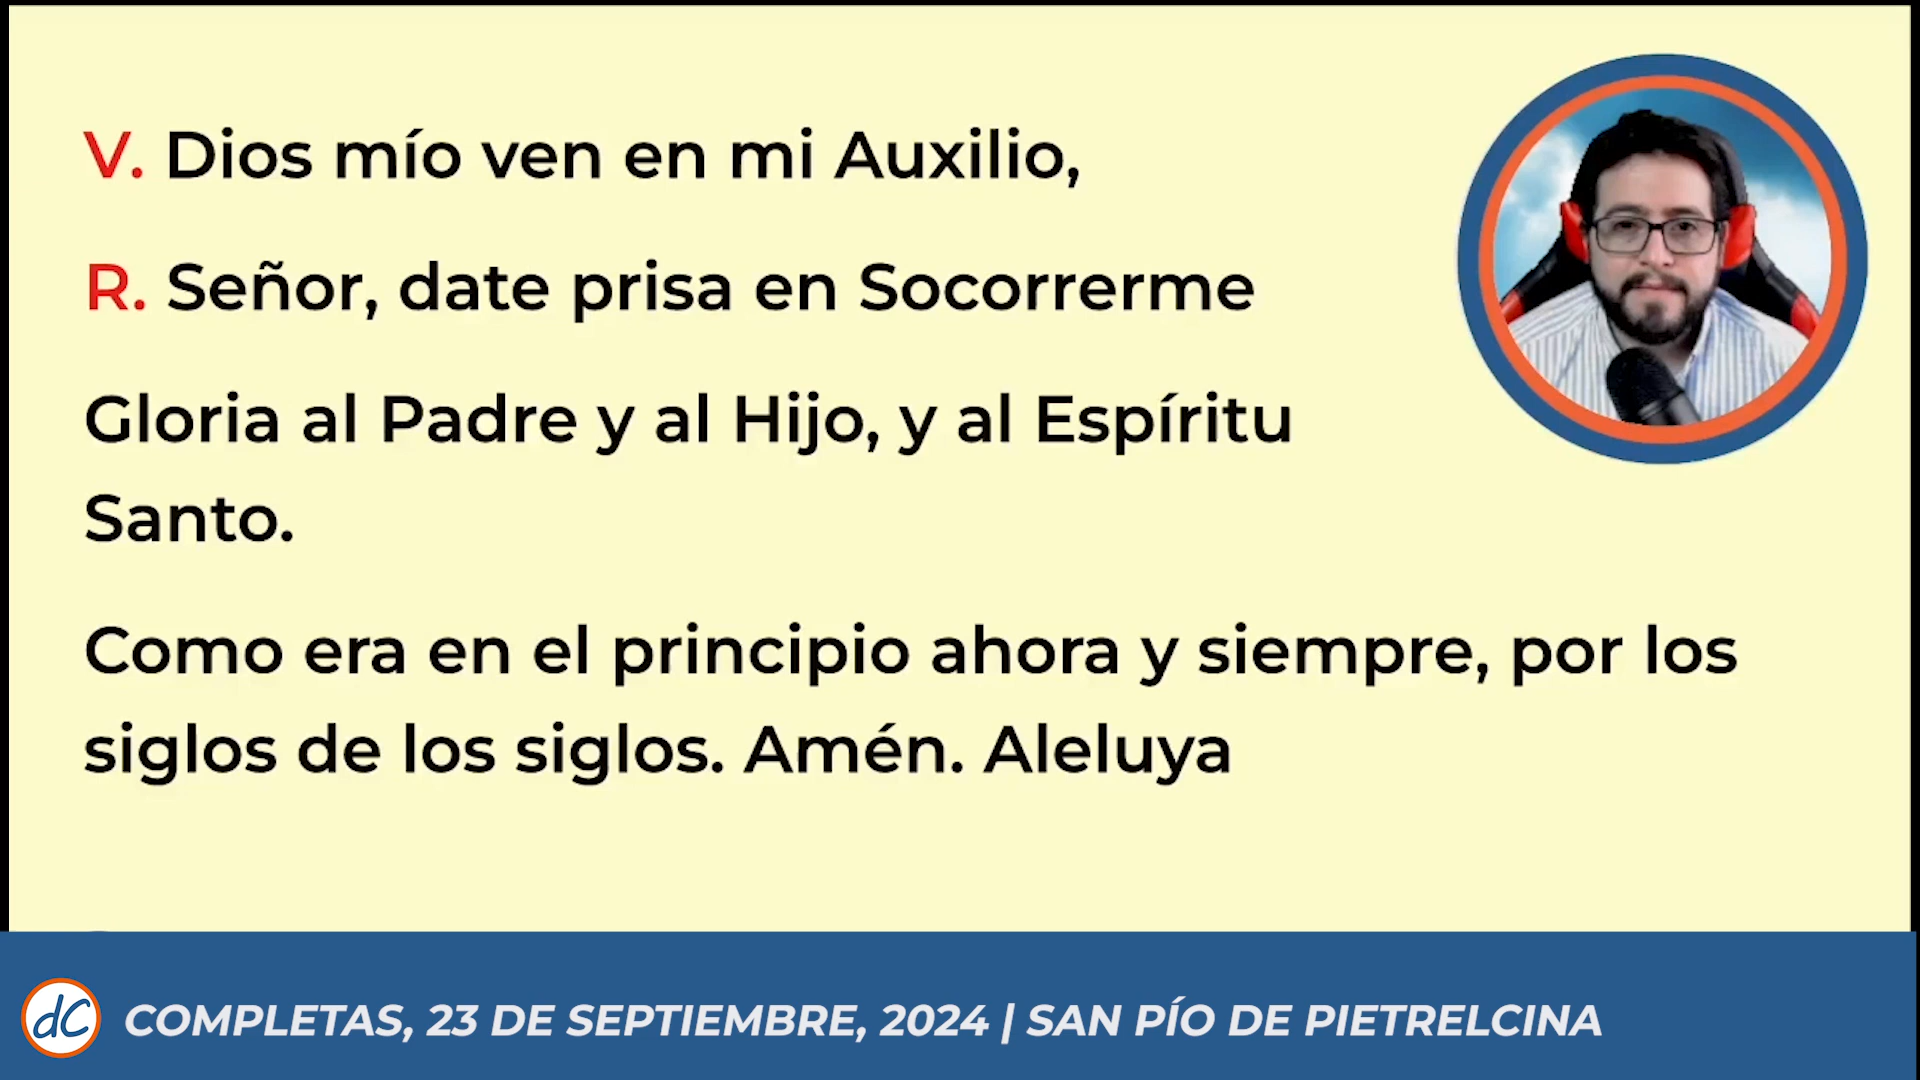 V. Dios mío ven en mi Auxilio,
R. Señor, date prisa en Socorrerme
Gloria al Padre y al Hijo, y al Espíritu
Santo.
Como era en el principio ahora y siempre, por los
siglos de los siglos. Amén. Aleluya
dC
COMPLETAS, 23 DE SEPTIEMBRE, 2024 | SAN PÍO DE PIETRELCINA